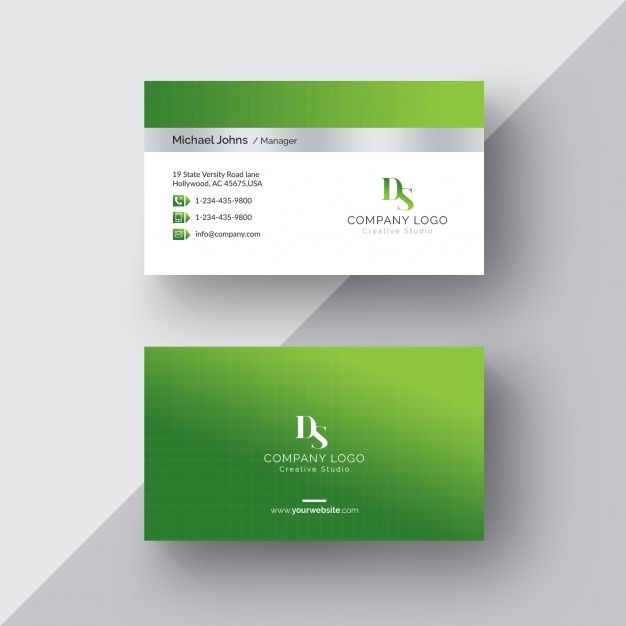 Michael Johns / Manager
19 State Versity Road lane
Hollywood, AC 45675,USA
1-234-435-9800
1-234-435-9800
info@company.com
DS
COMPANY LOGO
Creative Studio
DS
COMPANY LOGO
Creative Studio
www.yourwebsite.com